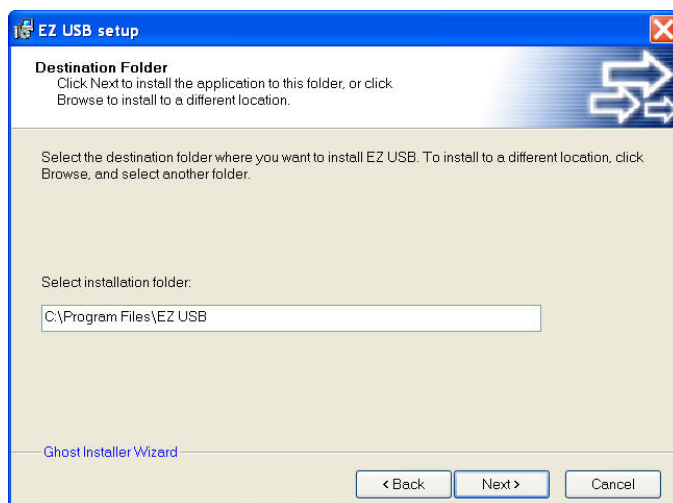 EZ USB setup
Destination Folder
Click Next to install the application to this folder, or click
Browse to install to a different location.
Select the destination folder where you want to install EZ USB. To install to a different location, click
Browse, and select another folder.
Select installation folder:
C:\Program Files\EZ USB
Ghost Installer Wizard
< Back
Next >
Cancel